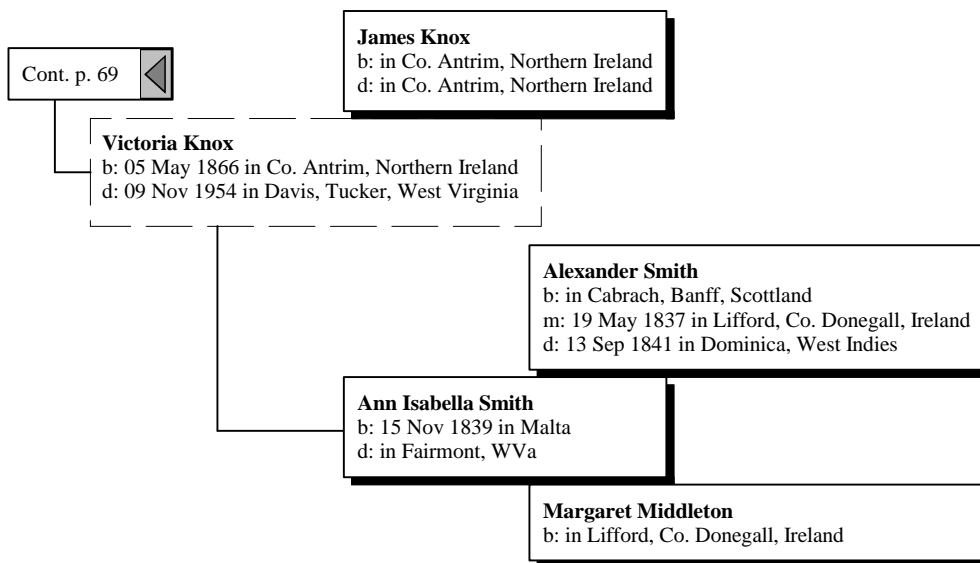 James Knox
b: in Co. Antrim, Northern Ireland
d: in Co. Antrim, Northern Ireland
Cont. p. 69
Victoria Knox
b: 05 May 1866 in Co. Antrim, Northern Ireland
d: 09 Nov 1954 in Davis, Tucker, West Virginia
Alexander Smith
b: in Cabrach, Banff, Scottland
m: 19 May 1837 in Lifford, Co. Donegall, Ireland
d: 13 Sep 1841 in Dominica, West Indies
Ann Isabella Smith
b: 15 Nov 1839 in Malta
d: in Fairmont, WVa
Margaret Middleton
b: in Lifford, Co. Donegall, Ireland